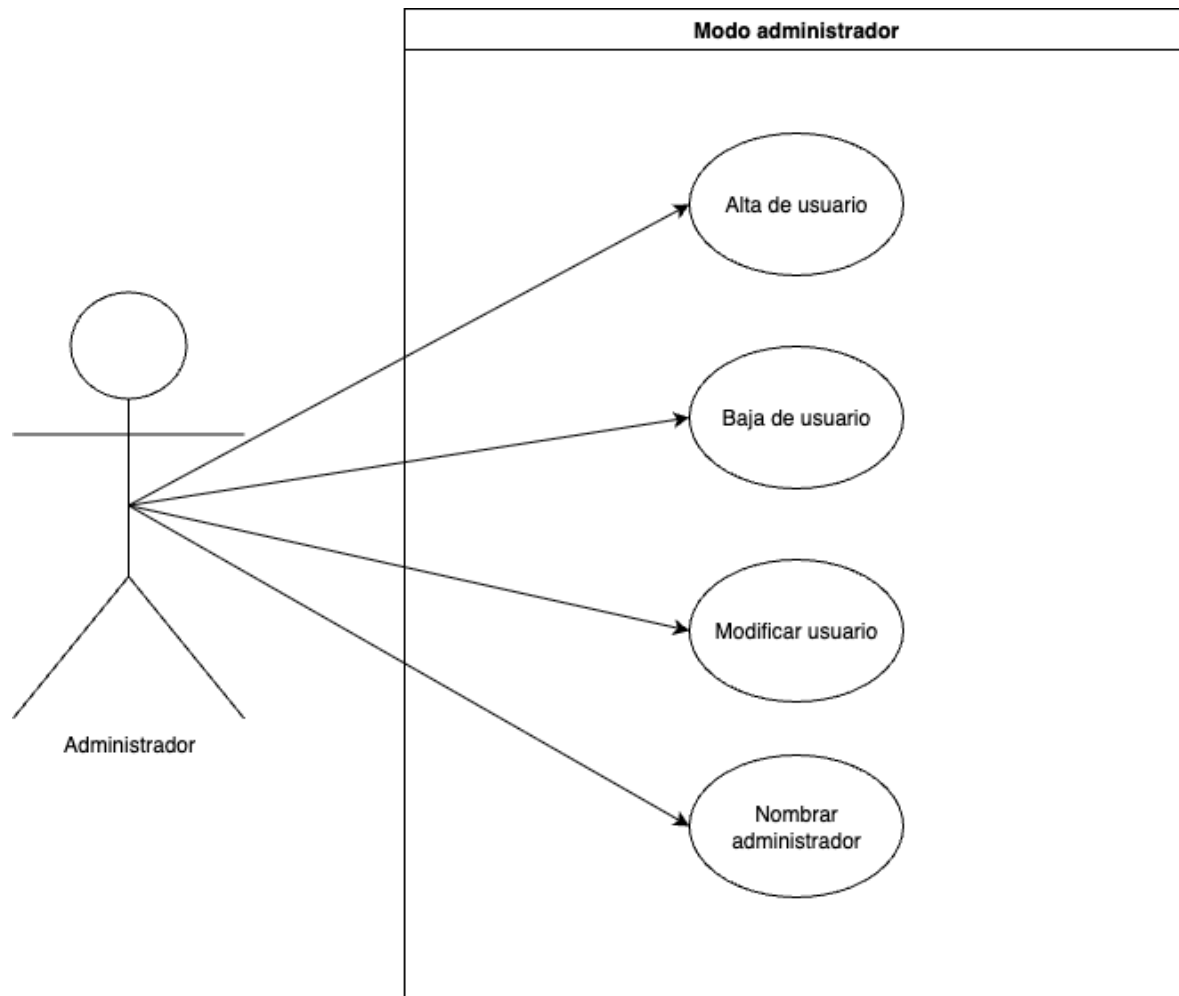 Modo administrador
Alta de usuario
Baja de usuario
Modificar usuario
Nombrar
administrador
Administrador